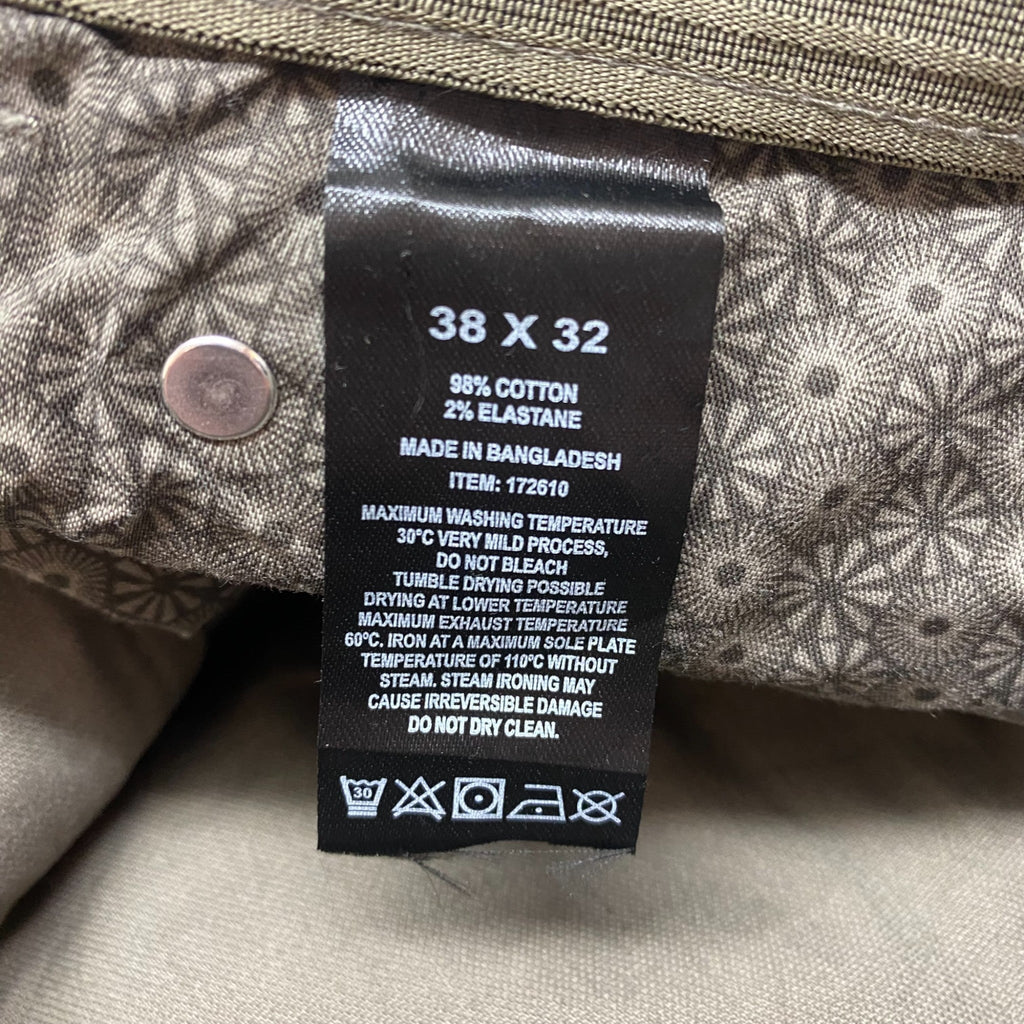 38 X 32
98% COTTON
2% ELASTANE
MADE IN BANGLADESH
ITEM: 172610
MAXIMUM WASHING TEMPERATURE
30°C VERY MILD PROCESS,
DO NOT BLEACH
TUMBLE DRYING POSSIBLE
DRYING AT LOWER TEMPERATURE
MAXIMUM EXHAUST TEMPERATURE
60°C. IRON AT A MAXIMUM SOLE PLATE
TEMPERATURE OF 110°C WITHOUT
STEAM. STEAM IRONING MAY
CAUSE IRREVERSIBLE DAMAGE
DO NOT DRY CLEAN.
30